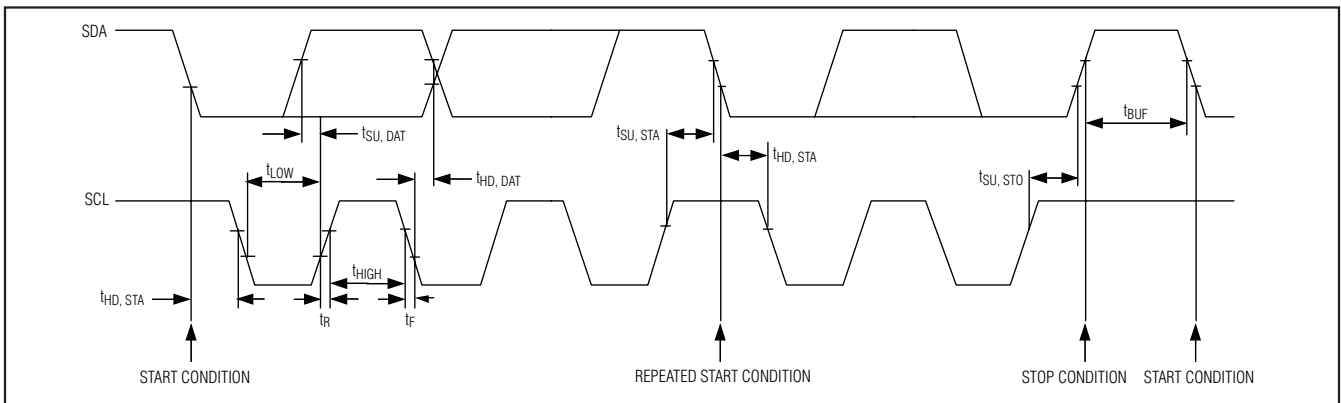 SDA
tSU, DAT
tSU, STA
tBUF
tHD, STA
tLOW
tHD, DAT
tSU, STO
SCL
tHIGH
tHD, STA
tR
tF
START CONDITION
REPEATED START CONDITION
STOP CONDITION
START CONDITION